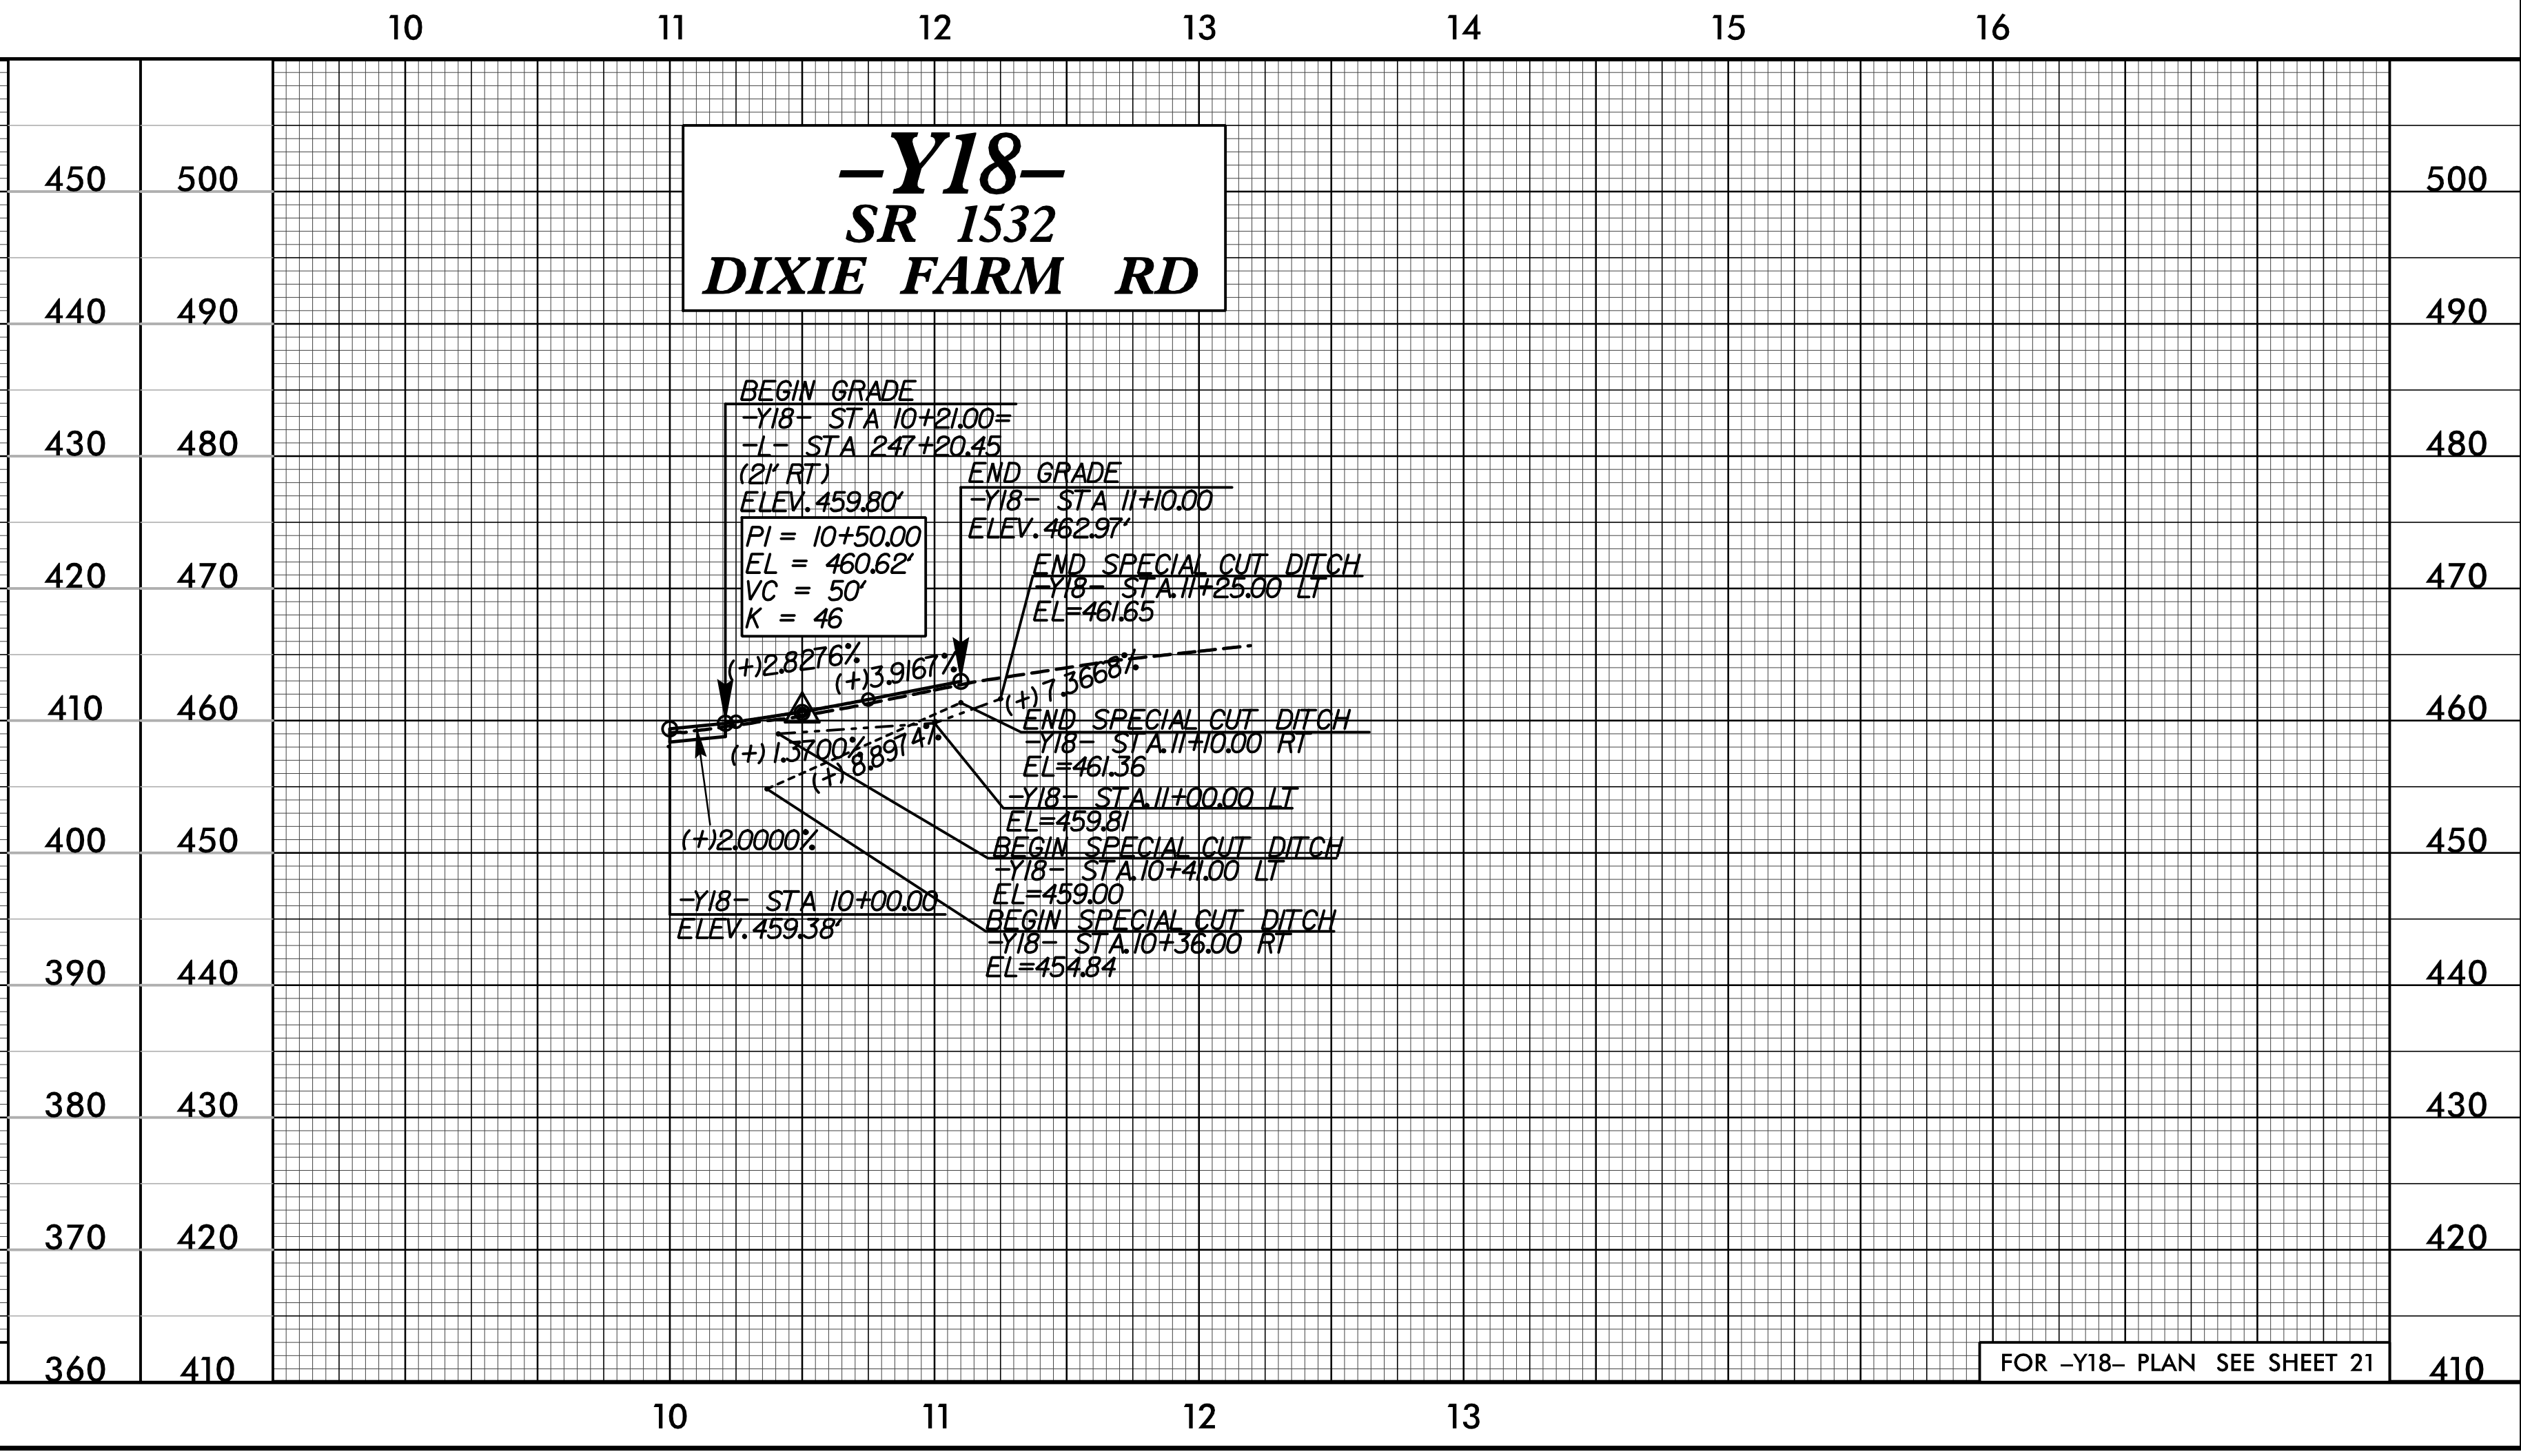 10 11 12 13 14 15 16
–Y18–
SR 1532
DIXIE FARM RD
450 500 500
440 490 490
430 480 480
420 470 470
410 460 460
400 450 450
390 440 440
380 430 430
370 420 420
360 410 410
BEGIN GRADE
-Y18- STA 10+21.00=
-L- STA 247+20.45
(21' RT)
ELEV. 459.80'
PI = 10+50.00
EL = 460.62'
VC = 50'
K = 46
END GRADE
-Y18- STA 11+10.00
ELEV. 462.97'
END SPECIAL CUT DITCH
-Y18- STA.11+25.00 LT
EL=461.65
(+)2.8276%
(+)3.9167%
(+)7.3668%
(+)1.3700%
(+)8.8974%
(+)2.0000%
END SPECIAL CUT DITCH
-Y18- STA.11+10.00 RT
EL=461.36
-Y18- STA.11+00.00 LT
EL=459.81
BEGIN SPECIAL CUT DITCH
-Y18- STA.10+41.00 LT
EL=459.00
-Y18- STA 10+00.00
ELEV. 459.38'
BEGIN SPECIAL CUT DITCH
-Y18- STA.10+36.00 RT
EL=454.84
FOR –Y18– PLAN SEE SHEET 21
10 11 12 13